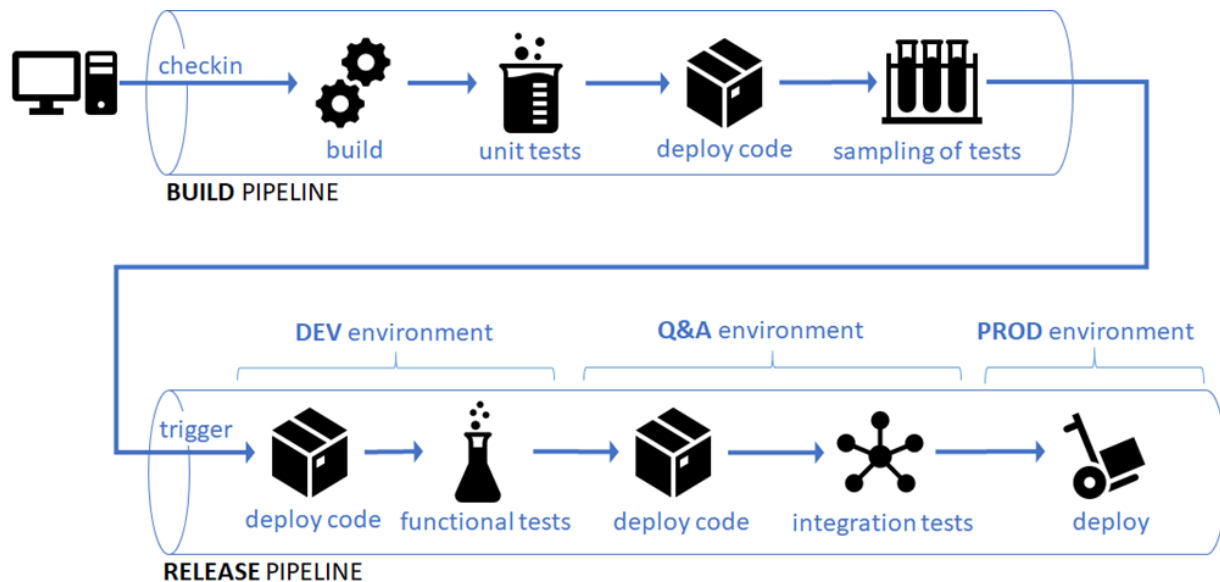 checkin
build
unit tests
deploy code
sampling of tests
BUILD PIPELINE
DEV environment
Q&A environment
PROD environment
trigger
deploy code
functional tests
deploy code
integration tests
deploy
RELEASE PIPELINE